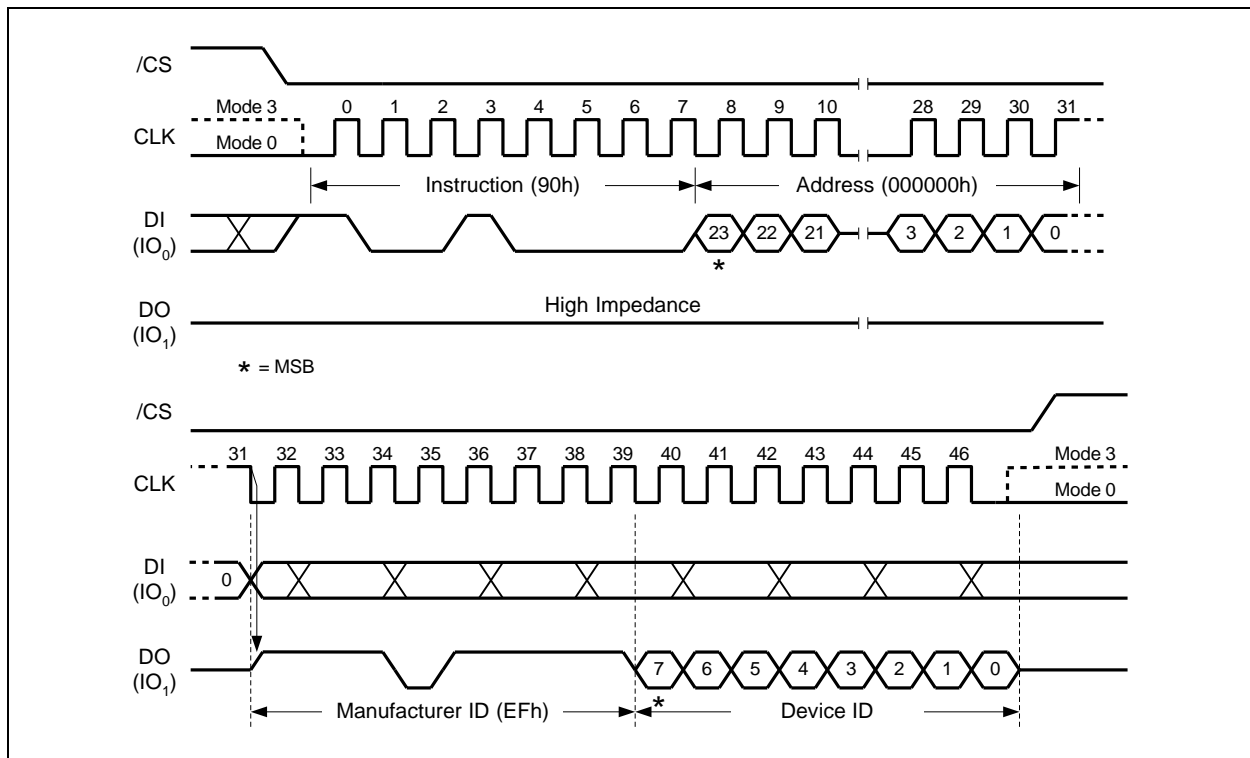 /CS
Mode 3 0 1 2 3 4 5 6 7 8 9 10 28 29 30 31
CLK
Mode 0
Instruction (90h) Address (000000h)
DI
(IO0) 23 22 21 3 2 1 0
*
High Impedance
DO
(IO1)
* = MSB
/CS
31 32 33 34 35 36 37 38 39 40 41 42 43 44 45 46 Mode 3
CLK
Mode 0
DI
(IO0) 0
DO
(IO1) 7 6 5 4 3 2 1 0
*
Manufacturer ID (EFh) Device ID